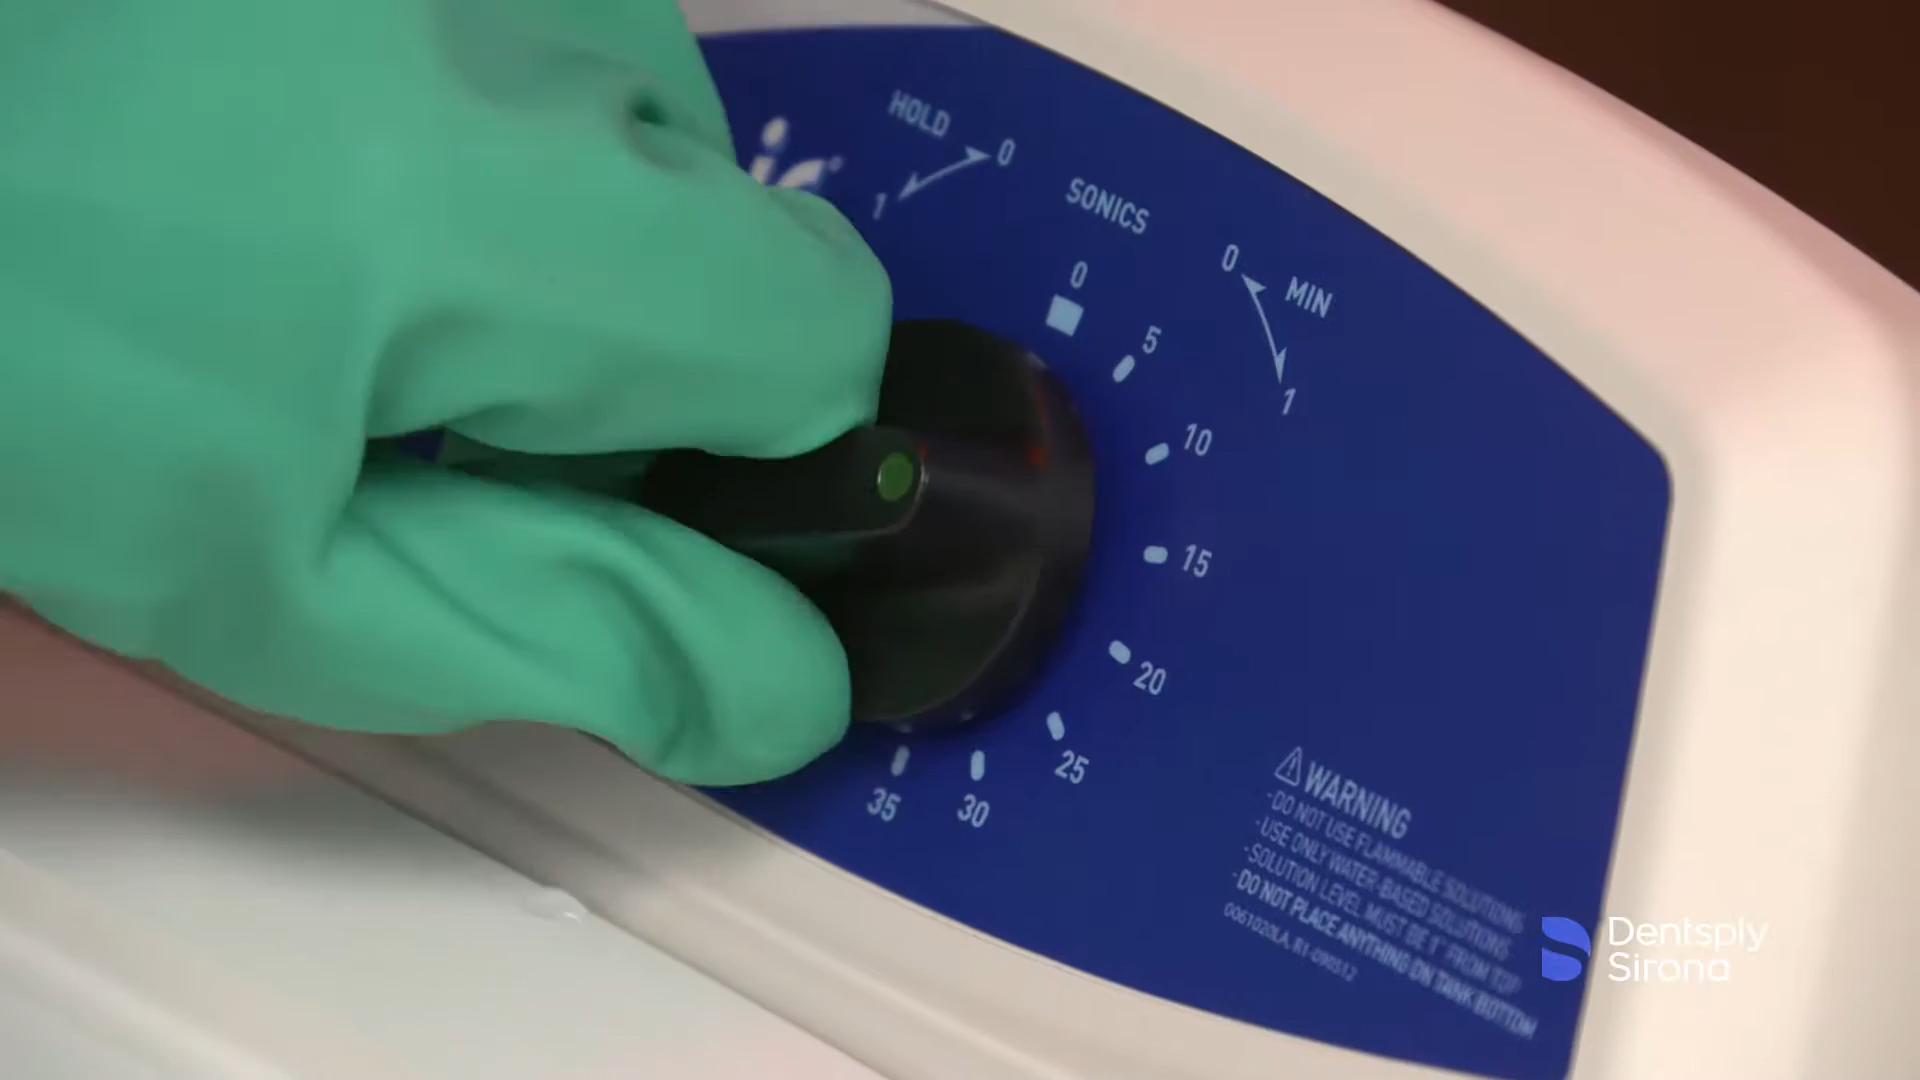 HOLD
0
1
SONICS
0
MIN
1
0
5
10
15
20
25
30
35
WARNING
-DO NOT USE FLAMMABLE SOLUTIONS
-USE ONLY WATER-BASED SOLUTIONS
-SOLUTION LEVEL MUST BE 1" FROM TOP
-DO NOT PLACE ANYTHING ON TANK BOTTOM
Dentsply
Sirona